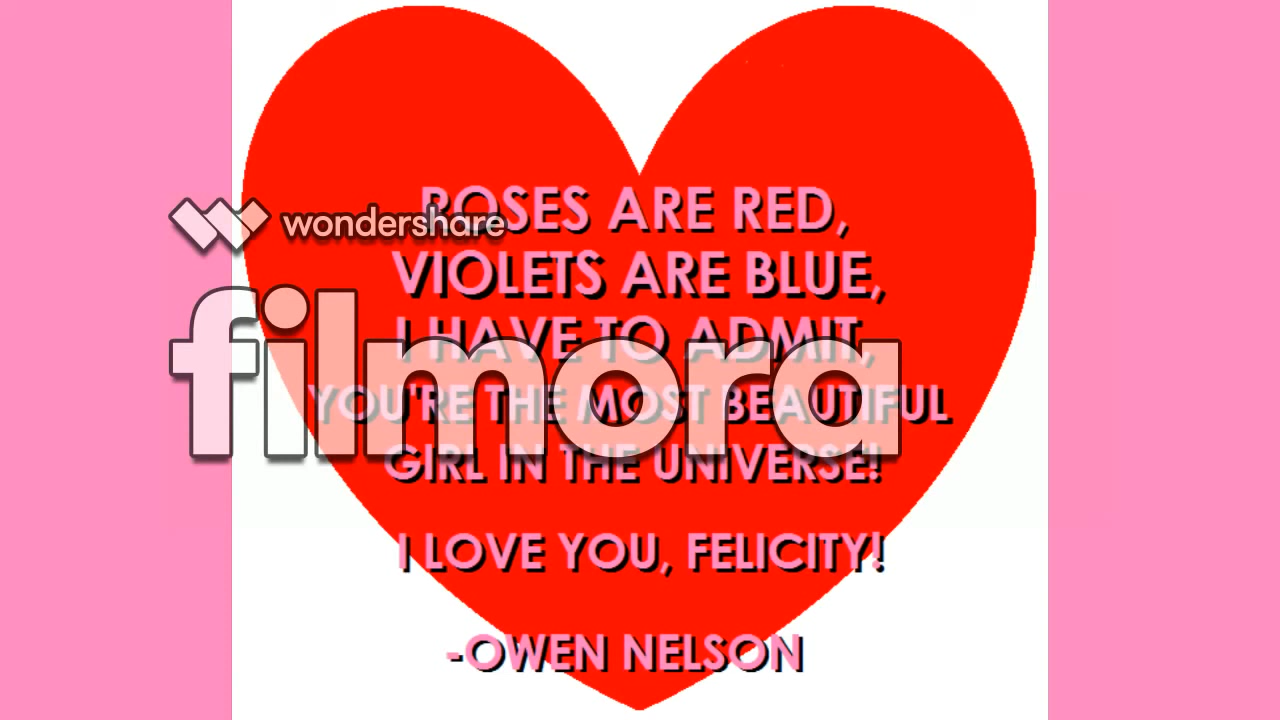 ROSES ARE RED,
wondershare
VIOLETS ARE BLUE,
I HAVE TO ADMIT,
filmora
YOU'RE THE MOST BEAUTIFUL
GIRL IN THE UNIVERSE!
I LOVE YOU, FELICITY!
-OWEN NELSON